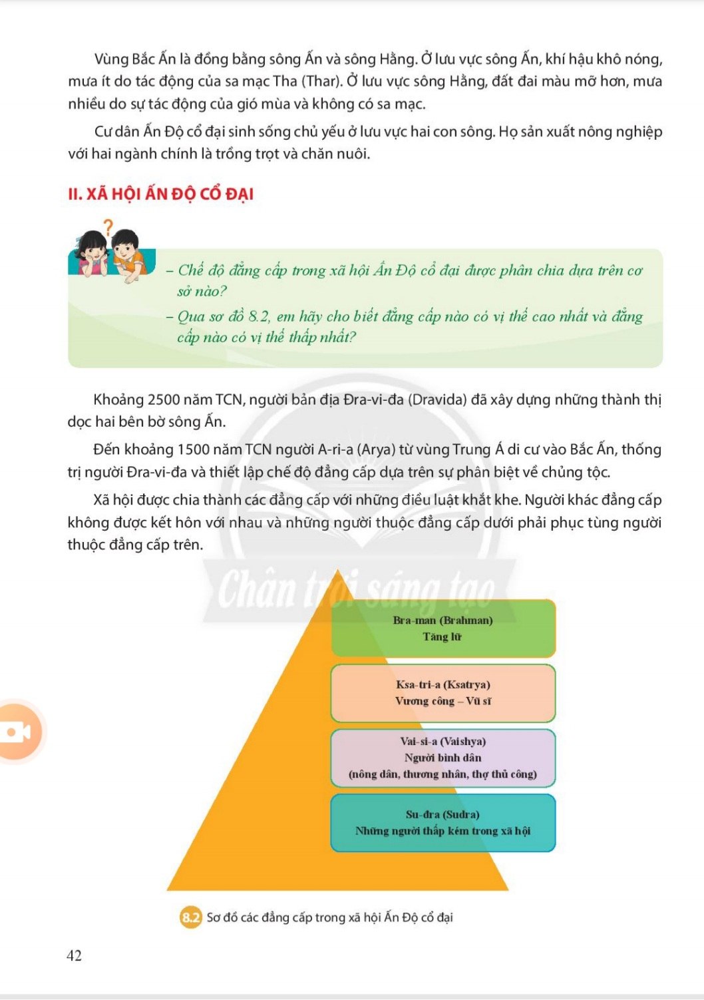 Vùng Bắc Ấn là đồng bằng sông Ấn và sông Hằng. Ở lưu vực sông Ấn, khí hậu khô nóng,
mưa ít do tác động của sa mạc Tha (Thar). Ở lưu vực sông Hằng, đất đai màu mỡ hơn, mưa
nhiều do sự tác động của gió mùa và không có sa mạc.
Cư dân Ấn Độ cổ đại sinh sống chủ yếu ở lưu vực hai con sông. Họ sản xuất nông nghiệp
với hai ngành chính là trồng trọt và chăn nuôi.
II. XÃ HỘI ẤN ĐỘ CỔ ĐẠI
?
– Chế độ đẳng cấp trong xã hội Ấn Độ cổ đại được phân chia dựa trên cơ
sở nào?
– Qua sơ đồ 8.2, em hãy cho biết đẳng cấp nào có vị thế cao nhất và đẳng
cấp nào có vị thế thấp nhất?
Khoảng 2500 năm TCN, người bản địa Đra-vi-đa (Dravida) đã xây dựng những thành thị
dọc hai bên bờ sông Ấn.
Đến khoảng 1500 năm TCN người A-ri-a (Arya) từ vùng Trung Á di cư vào Bắc Ấn, thống
trị người Đra-vi-đa và thiết lập chế độ đẳng cấp dựa trên sự phân biệt về chủng tộc.
Xã hội được chia thành các đẳng cấp với những điều luật khắt khe. Người khác đẳng cấp
không được kết hôn với nhau và những người thuộc đẳng cấp dưới phải phục tùng người
thuộc đẳng cấp trên.
Chân trời sáng tạo
Bra-man (Brahman)
Tăng lữ
Ksa-tri-a (Ksatrya)
Vương công – Vũ sĩ
Vai-si-a (Vaishya)
Người bình dân
(nông dân, thương nhân, thợ thủ công)
Su-đra (Sudra)
Những người thấp kém trong xã hội
8.2 Sơ đồ các đẳng cấp trong xã hội Ấn Độ cổ đại
42